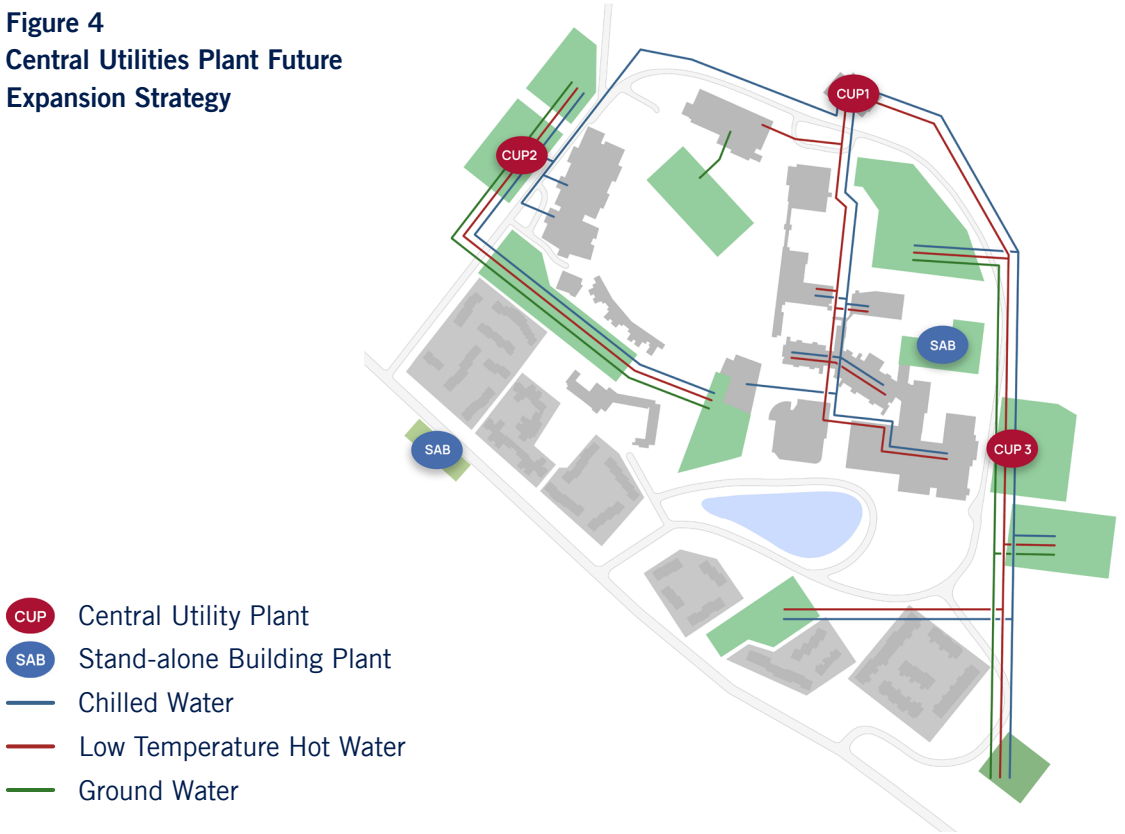 Figure 4
Central Utilities Plant Future
Expansion Strategy
CUP1
CUP2
SAB
SAB
CUP 3
CUP Central Utility Plant
SAB Stand-alone Building Plant
Chilled Water
Low Temperature Hot Water
Ground Water